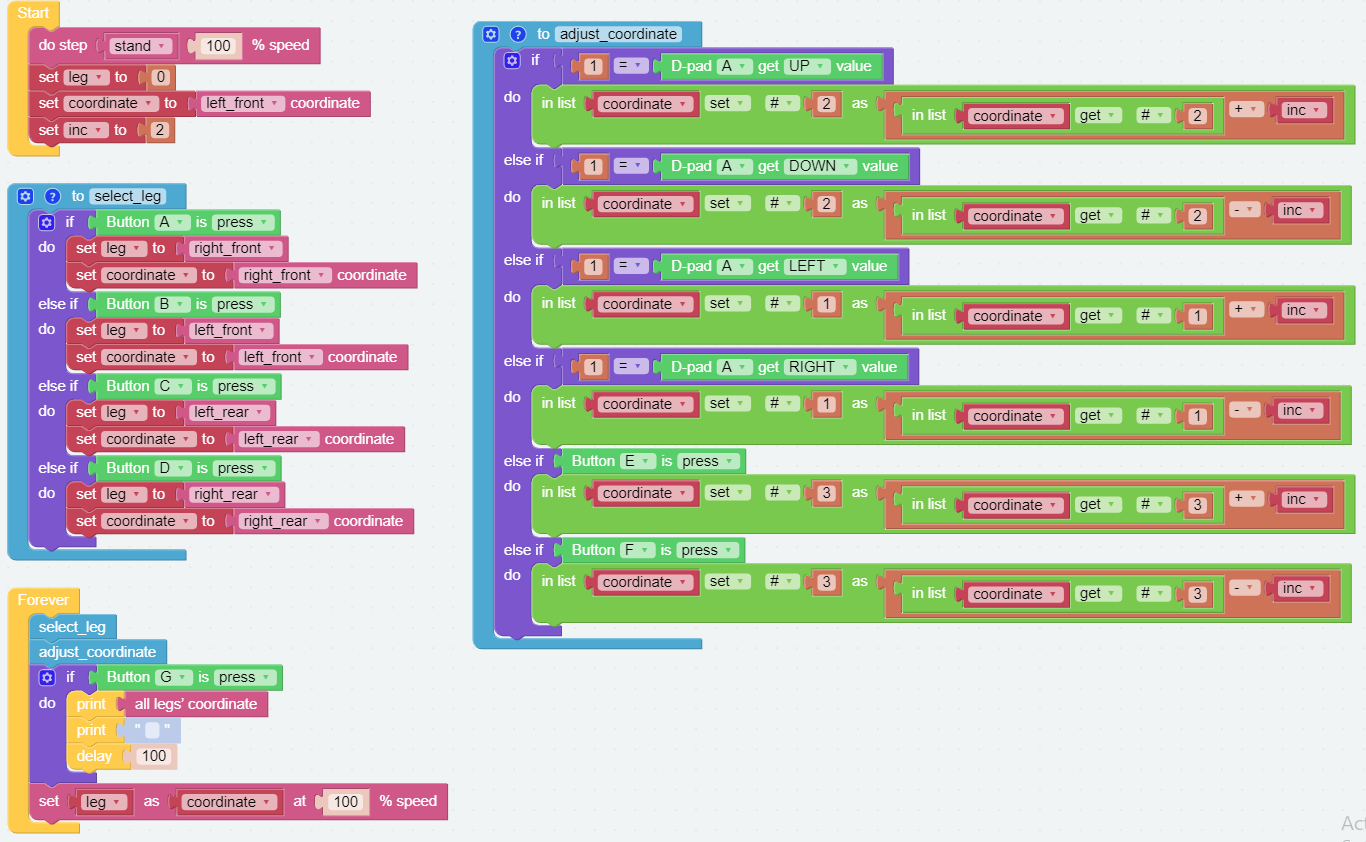 Start
do step stand 100 % speed
set leg to 0
set coordinate to left_front coordinate
set inc to 2
to select_leg
if Button A is press
do set leg to right_front
set coordinate to right_front coordinate
else if Button B is press
do set leg to left_front
set coordinate to left_front coordinate
else if Button C is press
do set leg to left_rear
set coordinate to left_rear coordinate
else if Button D is press
do set leg to right_rear
set coordinate to right_rear coordinate
Forever
select_leg
adjust_coordinate
if Button G is press
do print all legs' coordinate
print " "
delay 100
set leg as coordinate at 100 % speed
? to adjust_coordinate
if 1 = D-pad A get UP value
do in list coordinate set # 2 as in list coordinate get # 2 + inc
else if 1 = D-pad A get DOWN value
do in list coordinate set # 2 as in list coordinate get # 2 - inc
else if 1 = D-pad A get LEFT value
do in list coordinate set # 1 as in list coordinate get # 1 + inc
else if 1 = D-pad A get RIGHT value
do in list coordinate set # 1 as in list coordinate get # 1 - inc
else if Button E is press
do in list coordinate set # 3 as in list coordinate get # 3 + inc
else if Button F is press
do in list coordinate set # 3 as in list coordinate get # 3 - inc